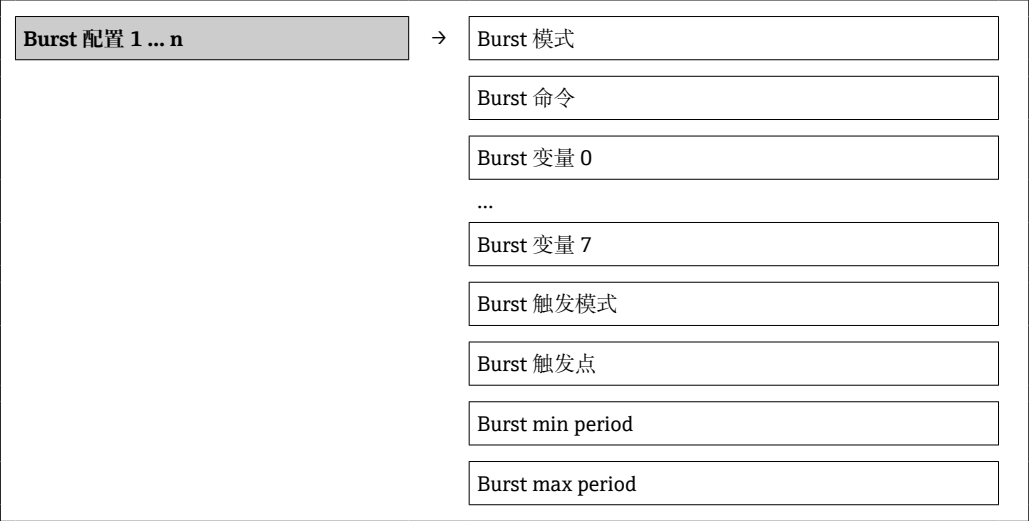 Burst 配置 1 ... n → Burst 模式
Burst 命令
Burst 变量 0
...
Burst 变量 7
Burst 触发模式
Burst 触发点
Burst min period
Burst max period